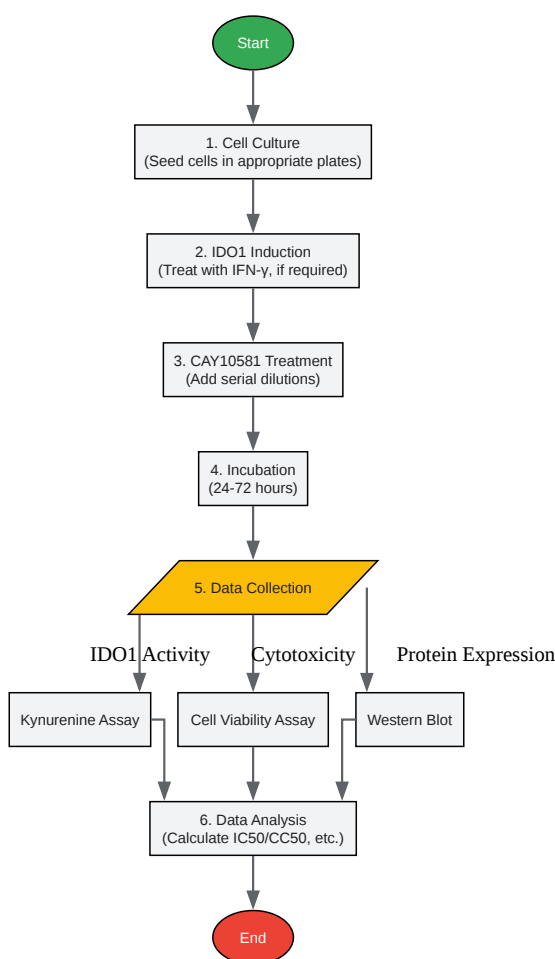 Start
1. Cell Culture
(Seed cells in appropriate plates)
2. IDO1 Induction
(Treat with IFN-γ, if required)
3. CAY10581 Treatment
(Add serial dilutions)
4. Incubation
(24-72 hours)
5. Data Collection
IDO1 Activity
Cytotoxicity
Protein Expression
Kynurenine Assay
Cell Viability Assay
Western Blot
6. Data Analysis
(Calculate IC50/CC50, etc.)
End